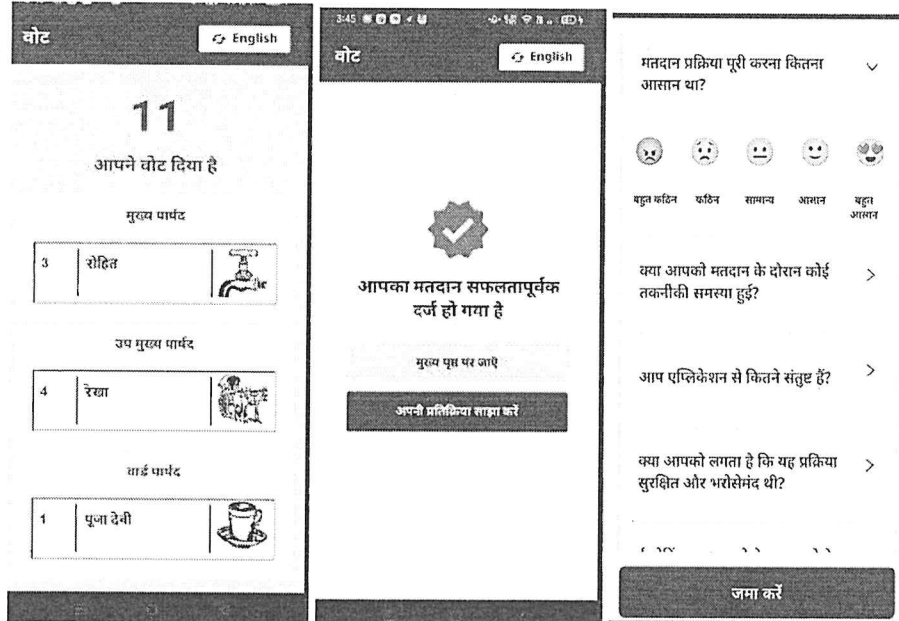 वोट
English
11
आपने वोट दिया है
मुख्य पार्षद
3 रोहित
उप मुख्य पार्षद
4 रेखा
वार्ड पार्षद
1 पूजा देवी
3:45
वोट
English
आपका मतदान सफलतापूर्वक
दर्ज हो गया है
मुख्य पृष्ठ पर जाएँ
अपनी प्रतिक्रिया साझा करें
मतदान प्रक्रिया पूरी करना कितना
आसान था?
बहुत कठिन कठिन सामान्य आसान बहुत
आसान
क्या आपको मतदान के दौरान कोई
तकनीकी समस्या हुई?
आप एप्लिकेशन से कितने संतुष्ट हैं?
क्या आपको लगता है कि यह प्रक्रिया
सुरक्षित और भरोसेमंद थी?
जमा करें